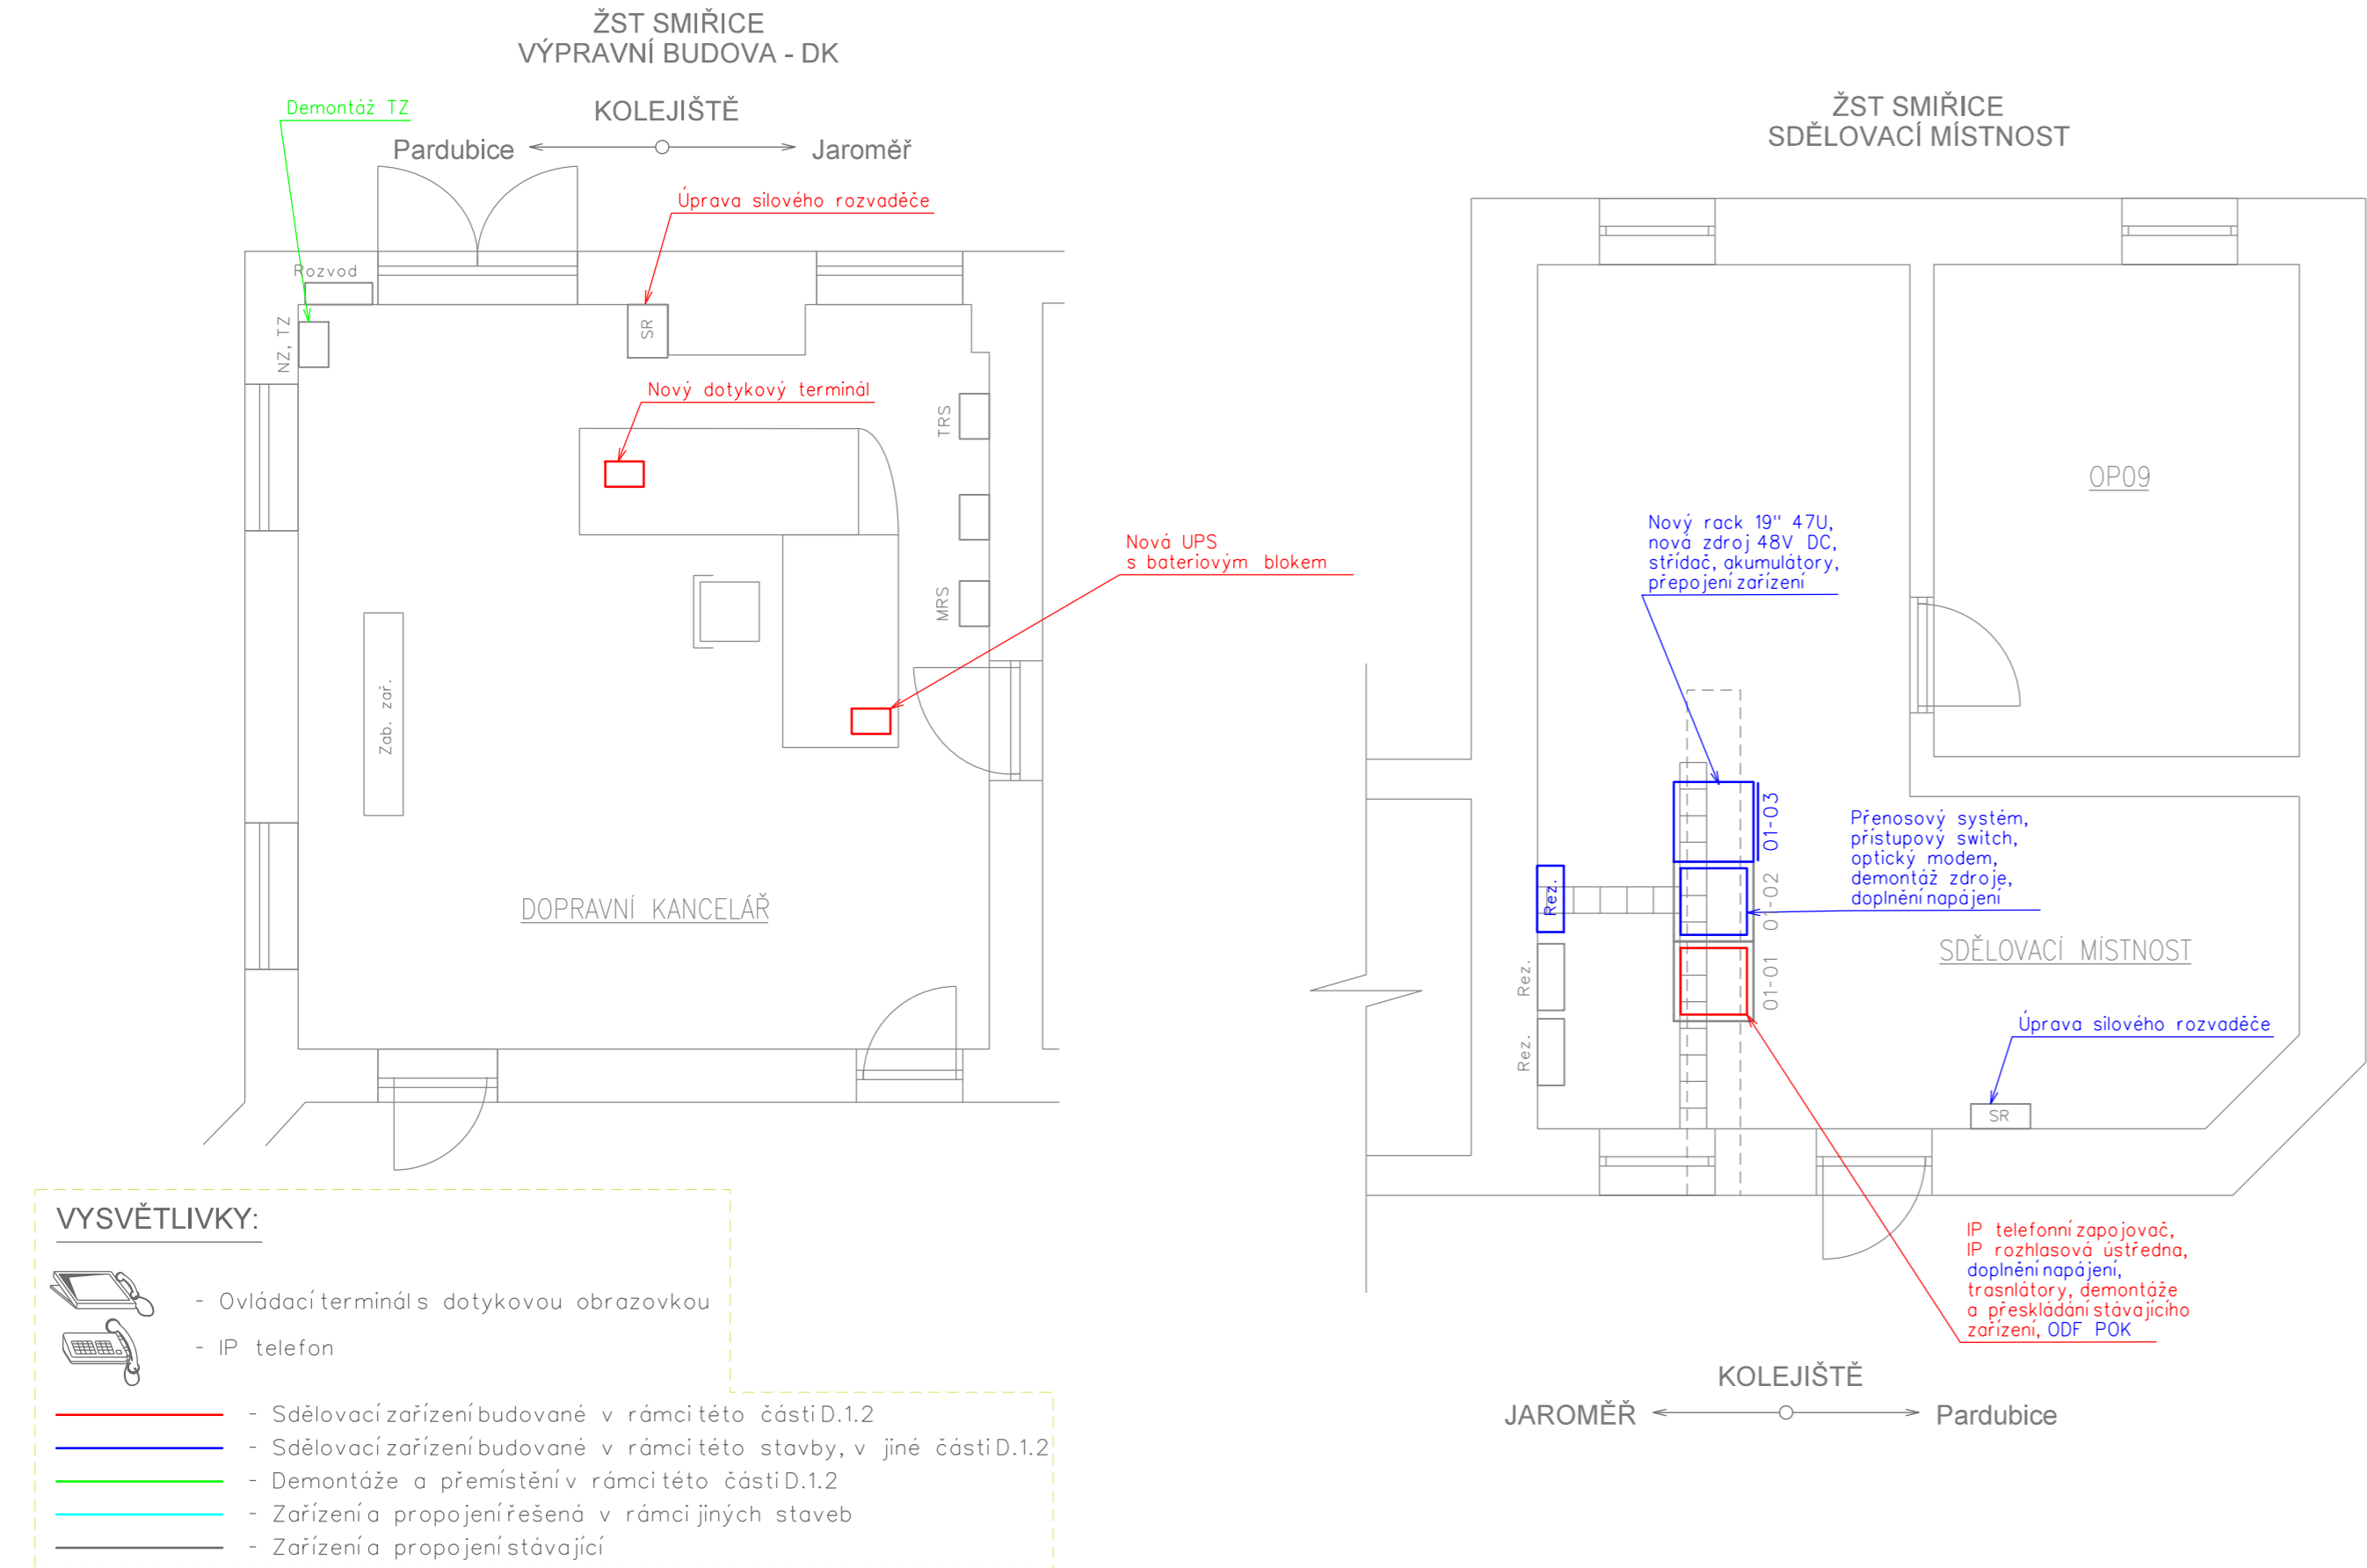 ŽST SMIŘICE
VÝPRAVNÍ BUDOVA - DK
Demontáž TZ
KOLEJIŠTĚ
Pardubice
Jaroměř
Úprava silového rozvaděče
Rozvod
NZ, TZ
SR
Nový dotykový terminál
TRS
MRS
Nová UPS
s bateriovým blokem
Zab. zař.
DOPRAVNÍ KANCELÁŘ
ŽST SMIŘICE
SDĚLOVACÍ MÍSTNOST
OP09
Nový rack 19" 47U,
nová zdroj 48V DC,
střídač, akumulátory,
přepojení zařízení
01-03
01-02
01-01
Přenosový systém,
přístupový switch,
optický modem,
demontáž zdroje,
doplnění napájení
Rez.
Rez.
Rez.
SDĚLOVACÍ MÍSTNOST
Úprava silového rozvaděče
SR
IP telefonní zapojovač,
IP rozhlasová ústředna,
doplnění napájení,
trasnlátory, demontáže
a přeskládání stávajícího
zařízení, ODF POK
KOLEJIŠTĚ
JAROMĚŘ
Pardubice
VYSVĚTLIVKY:
- Ovládací terminál s dotykovou obrazovkou
- IP telefon
- Sdělovací zařízení budované v rámci této části D.1.2
- Sdělovací zařízení budované v rámci této stavby, v jiné části D.1.2
- Demontáže a přemístění v rámci této části D.1.2
- Zařízení a propojení řešená v rámci jiných staveb
- Zařízení a propojení stávající